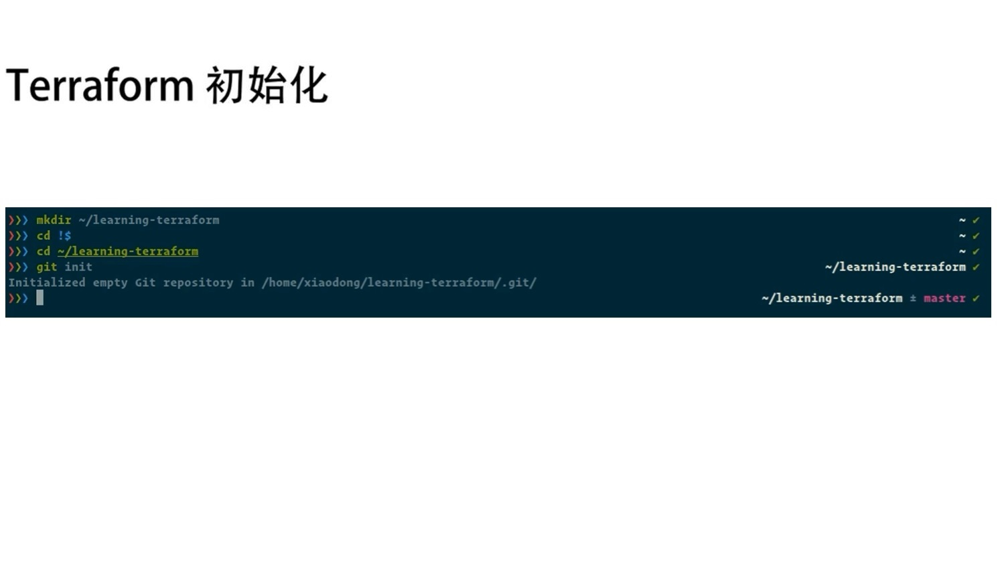 Terraform 初始化
❯❯❯ mkdir ~/learning-terraform ~ ✔
❯❯❯ cd !$ ~ ✔
❯❯❯ cd ~/learning-terraform ~ ✔
❯❯❯ git init ~/learning-terraform ✔
Initialized empty Git repository in /home/xiaodong/learning-terraform/.git/
❯❯❯ ~/learning-terraform ± master ✔